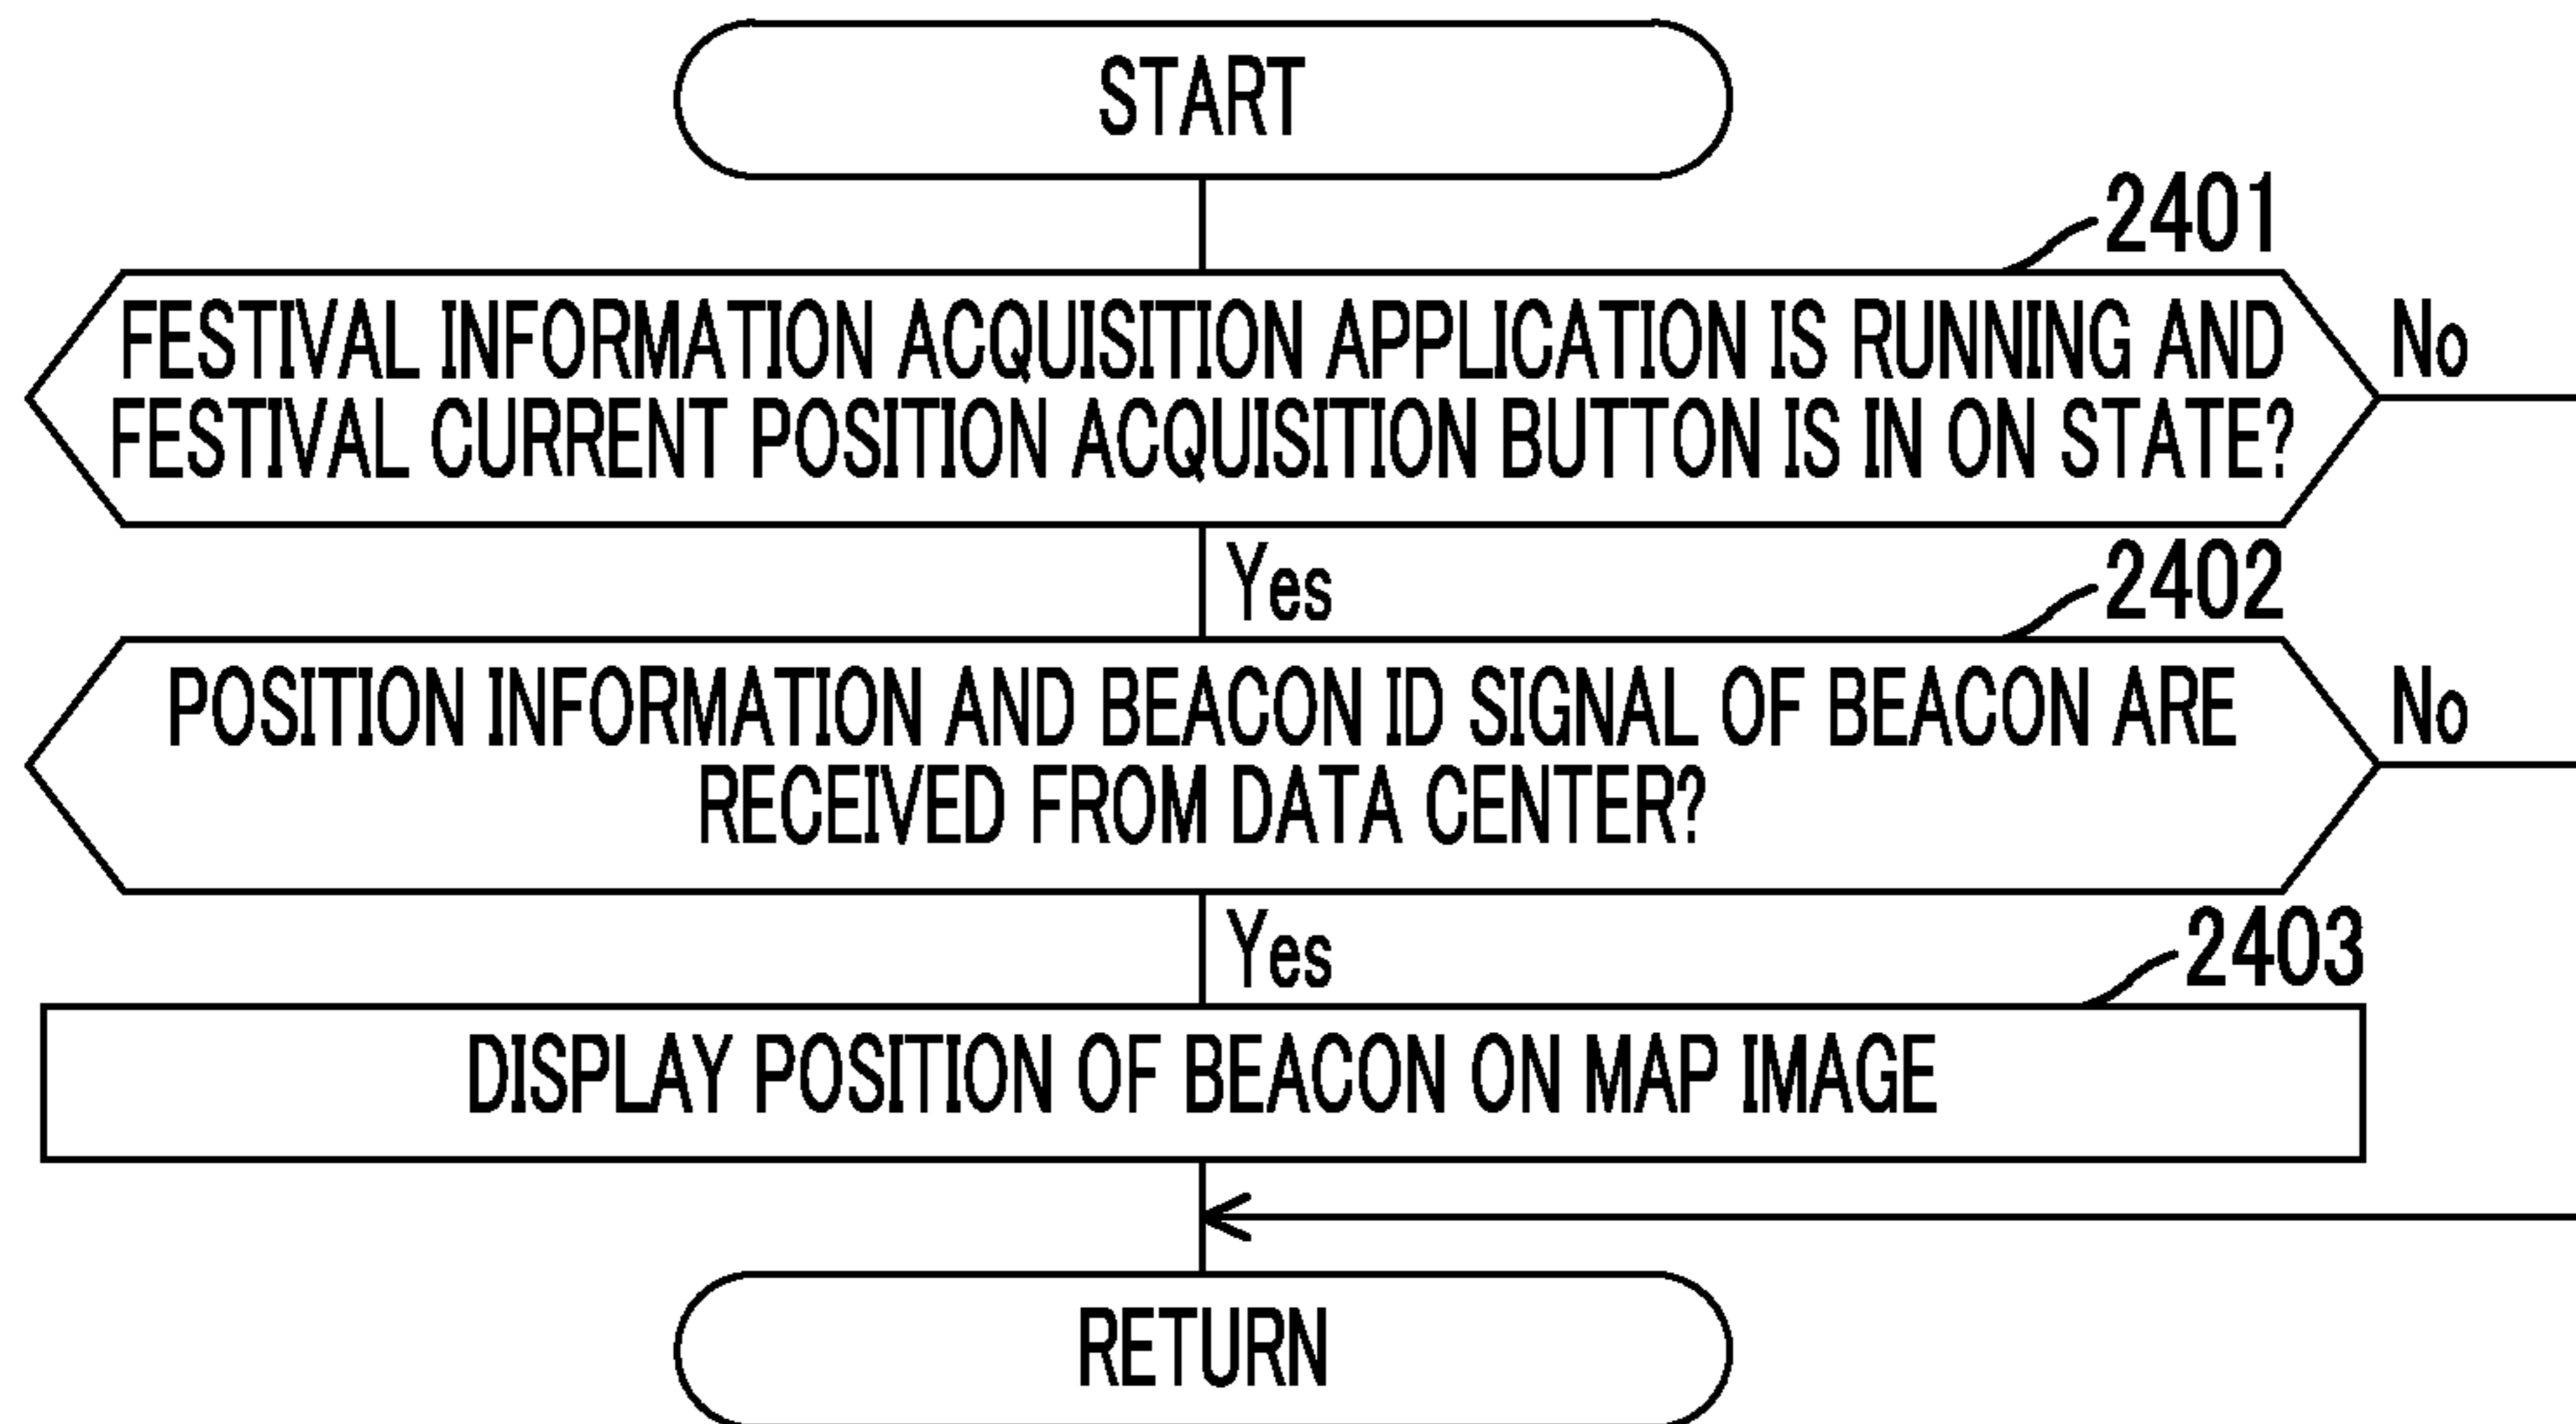 START
2401
FESTIVAL INFORMATION ACQUISITION APPLICATION IS RUNNING AND
FESTIVAL CURRENT POSITION ACQUISITION BUTTON IS IN ON STATE?
No
Yes
2402
POSITION INFORMATION AND BEACON ID SIGNAL OF BEACON ARE
RECEIVED FROM DATA CENTER?
No
Yes
2403
DISPLAY POSITION OF BEACON ON MAP IMAGE
RETURN